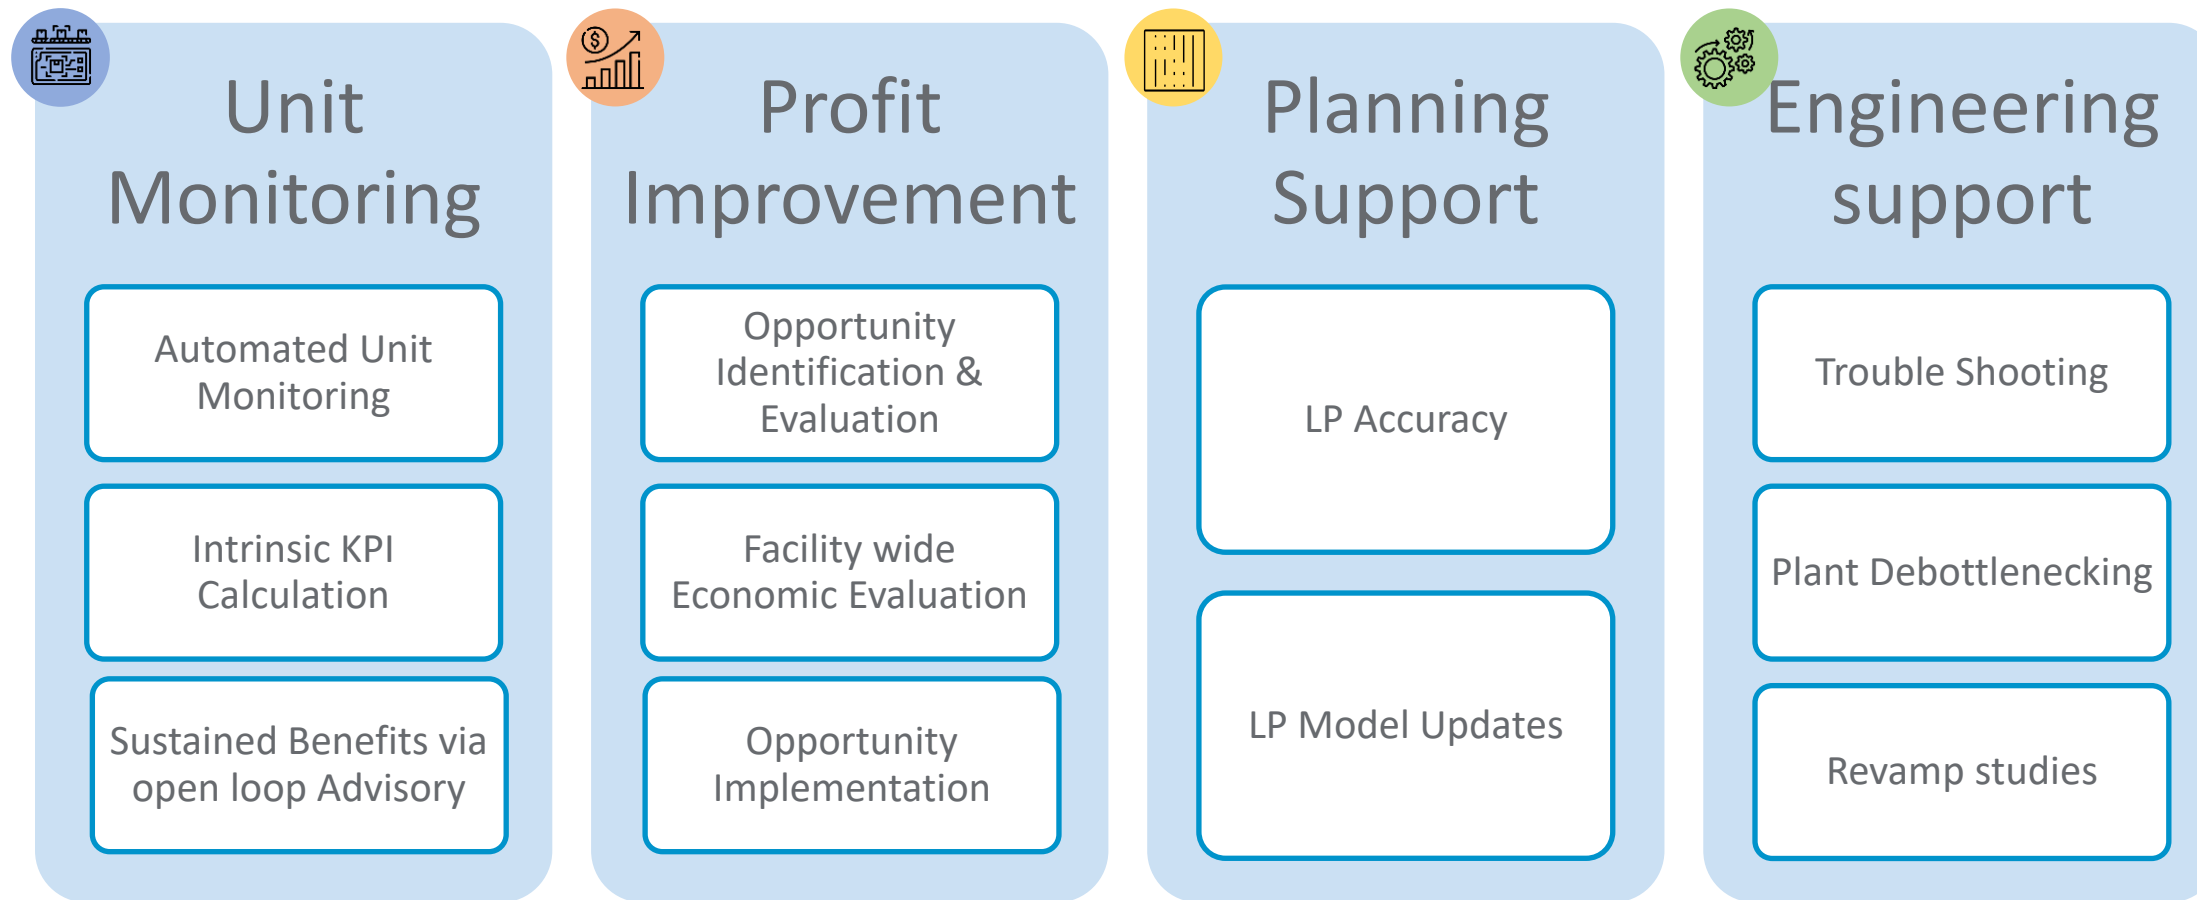 Unit
Monitoring
Automated Unit
Monitoring
Intrinsic KPI
Calculation
Sustained Benefits via
open loop Advisory
Profit
Improvement
Opportunity
Identification &
Evaluation
Facility wide
Economic Evaluation
Opportunity
Implementation
Planning
Support
LP Accuracy
LP Model Updates
Engineering
support
Trouble Shooting
Plant Debottlenecking
Revamp studies